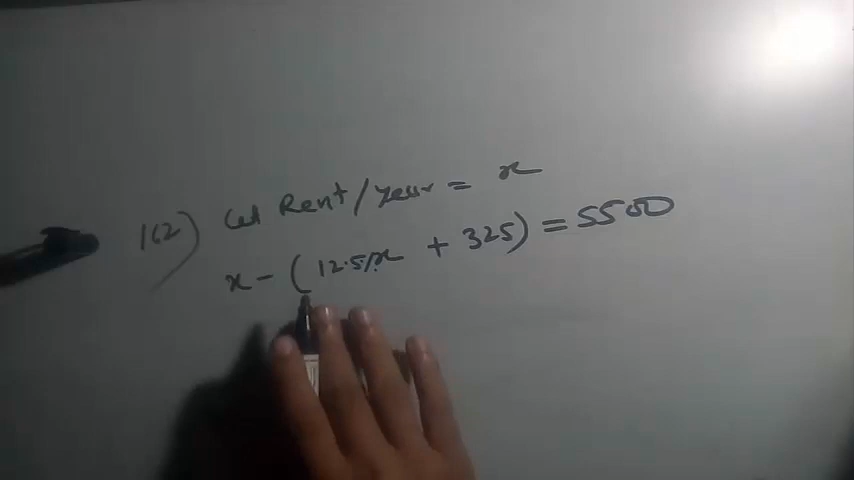 162) Let Rent/year = x
x - (12.5%x + 325) = 5500